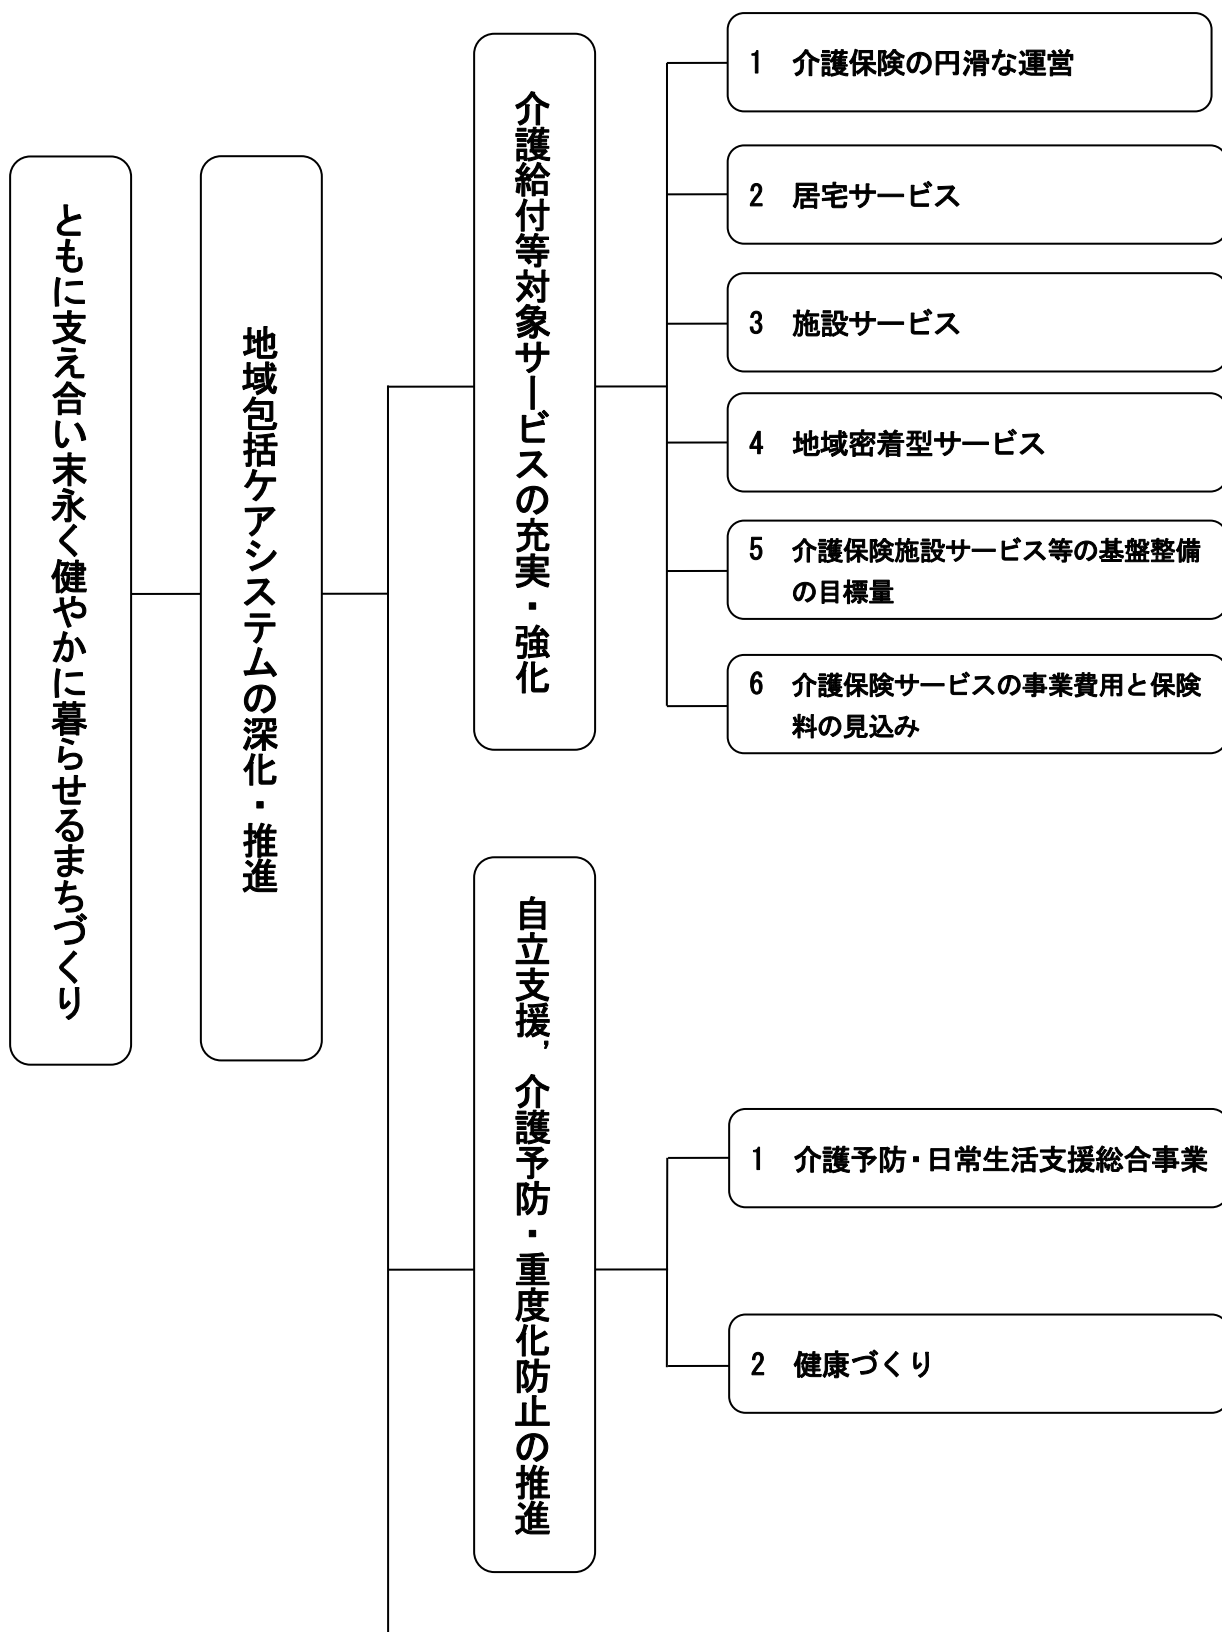 ともに支え合い末永く健やかに暮らせるまちづくり
地域包括ケアシステムの深化・推進
介護給付等対象サービスの充実・強化
1 介護保険の円滑な運営
2 居宅サービス
3 施設サービス
4 地域密着型サービス
5 介護保険施設サービス等の基盤整備
の目標量
6 介護保険サービスの事業費用と保険
料の見込み
自立支援，介護予防・重度化防止の推進
1 介護予防・日常生活支援総合事業
2 健康づくり